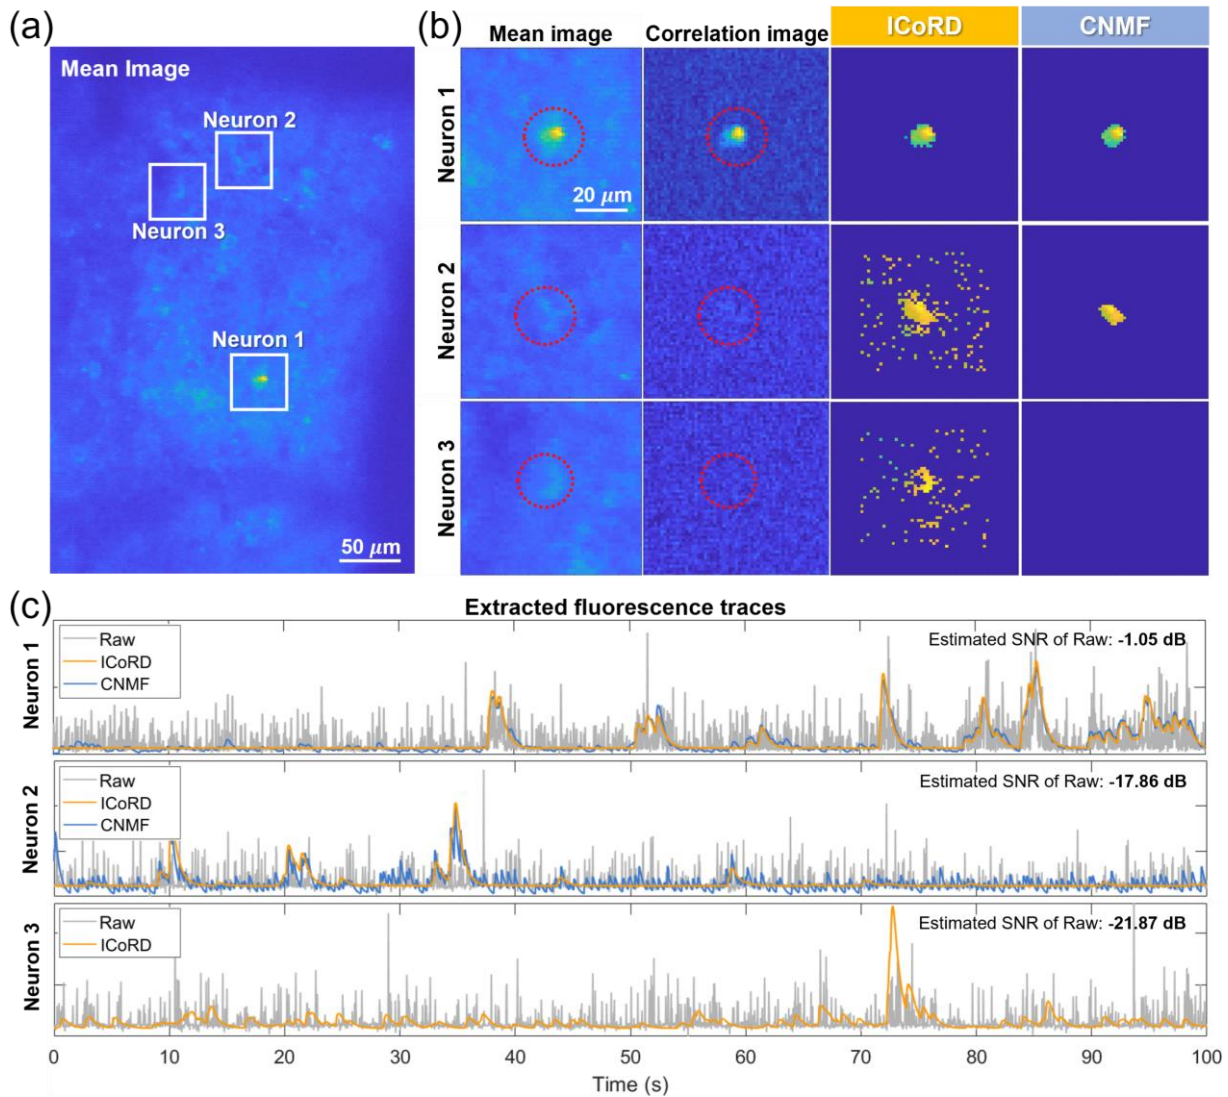 (a)
Mean Image
Neuron 2
Neuron 3
Neuron 1
50 μm
(b)
Mean image
Correlation image
ICoRD
CNMF
Neuron 1
20 μm
Neuron 2
Neuron 3
(c)
Extracted fluorescence traces
Neuron 1
Raw
ICoRD
CNMF
Estimated SNR of Raw: -1.05 dB
Neuron 2
Raw
ICoRD
CNMF
Estimated SNR of Raw: -17.86 dB
Neuron 3
Raw
ICoRD
Estimated SNR of Raw: -21.87 dB
0 10 20 30 40 50 60 70 80 90 100
Time (s)